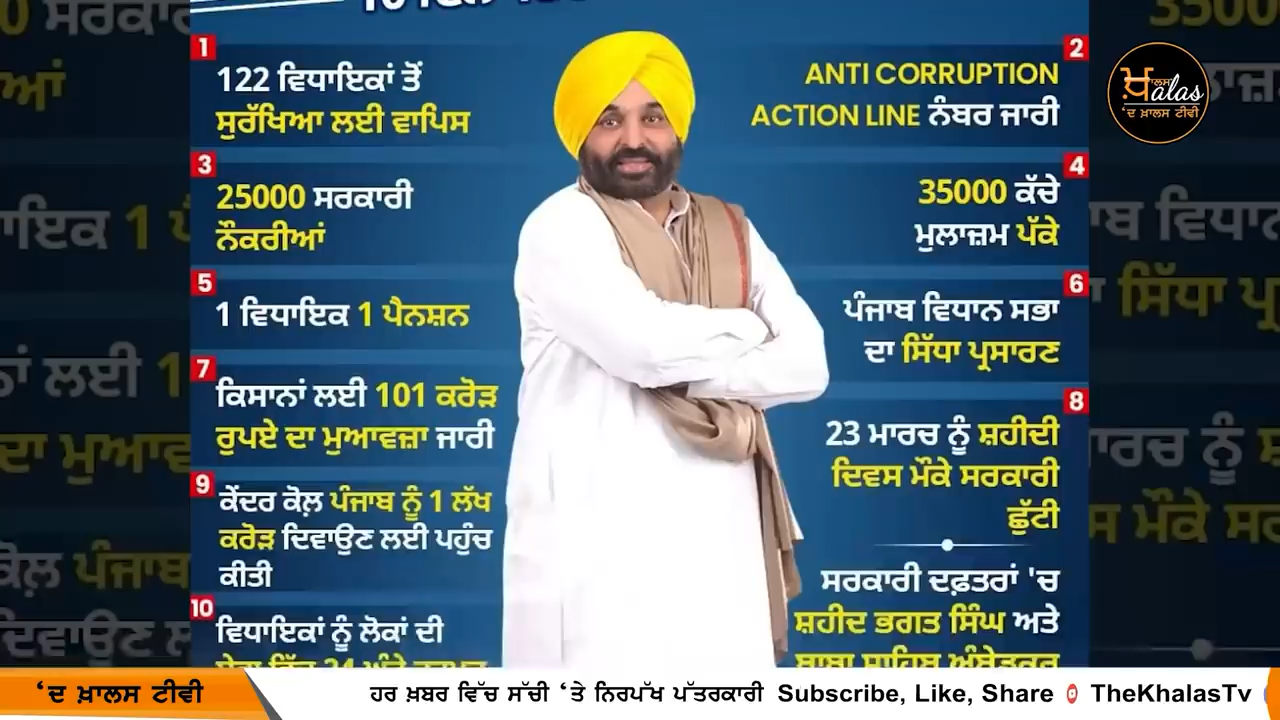 1
122 ਵਿਧਾਇਕਾਂ ਤੋਂ
ਸੁਰੱਖਿਆ ਲਈ ਵਾਪਿਸ
2
ANTI CORRUPTION
ACTION LINE ਨੰਬਰ ਜਾਰੀ
3
25000 ਸਰਕਾਰੀ
ਨੌਕਰੀਆਂ
4
35000 ਕੱਚੇ
ਮੁਲਾਜ਼ਮ ਪੱਕੇ
5
1 ਵਿਧਾਇਕ 1 ਪੈਨਸ਼ਨ
6
ਪੰਜਾਬ ਵਿਧਾਨ ਸਭਾ
ਦਾ ਸਿੱਧਾ ਪ੍ਰਸਾਰਣ
7
ਕਿਸਾਨਾਂ ਲਈ 101 ਕਰੋੜ
ਰੁਪਏ ਦਾ ਮੁਆਵਜ਼ਾ ਜਾਰੀ
8
23 ਮਾਰਚ ਨੂੰ ਸ਼ਹੀਦੀ
ਦਿਵਸ ਮੌਕੇ ਸਰਕਾਰੀ
ਛੁੱਟੀ
ਸਰਕਾਰੀ ਦਫ਼ਤਰਾਂ 'ਚ
ਸ਼ਹੀਦ ਭਗਤ ਸਿੰਘ ਅਤੇ
9
ਕੇਂਦਰ ਕੋਲ਼ ਪੰਜਾਬ ਨੂੰ 1 ਲੱਖ
ਕਰੋੜ ਦਿਵਾਉਣ ਲਈ ਪਹੁੰਚ
ਕੀਤੀ
10
ਵਿਧਾਇਕਾਂ ਨੂੰ ਲੋਕਾਂ ਦੀ
ਖ਼ਾਲਸ
alas
‘ਦ ਖ਼ਾਲਸ ਟੀਵੀ
‘ਦ ਖ਼ਾਲਸ ਟੀਵੀ
ਹਰ ਖ਼ਬਰ ਵਿੱਚ ਸੱਚੀ ‘ਤੇ ਨਿਰਪੱਖ ਪੱਤਰਕਾਰੀ Subscribe, Like, Share TheKhalasTv